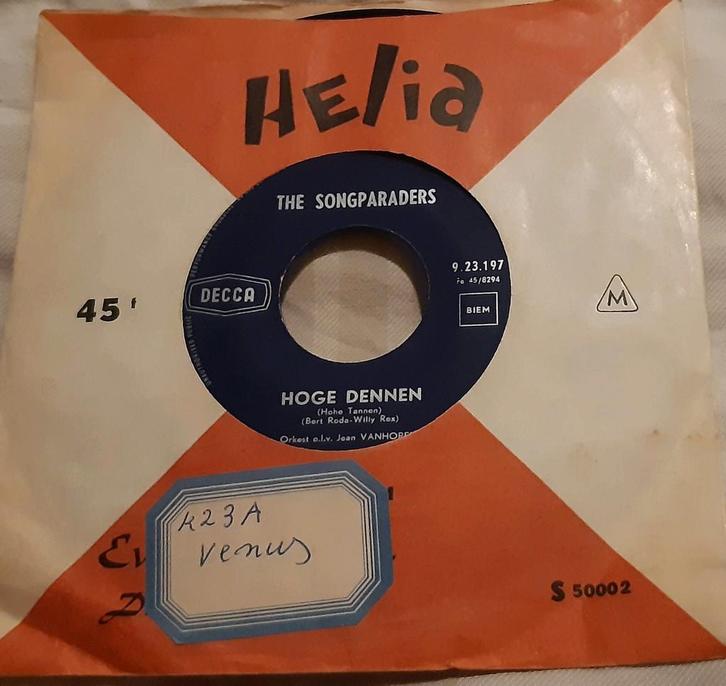 Helia
THE SONGPARADERS
DECCA
9.23.197
fa 45/8294
BIEM
45 f
M
HOGE DENNEN
(Hohe Tannen)
(Bert Roda-Willy Rex)
Orkest o.l.v. Jean VANHOREN
K23A
Venus
S 50002